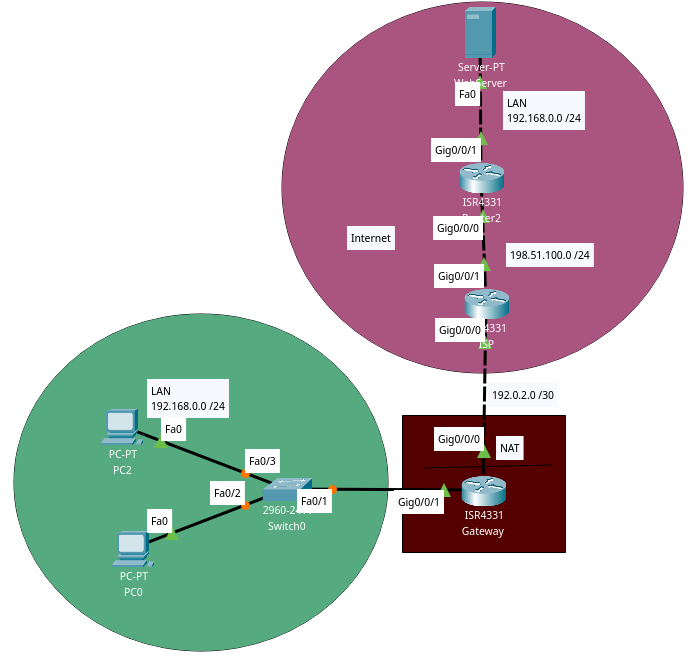 Server-PT
WebServer
Fa0
LAN
192.168.0.0 /24
Gig0/0/1
ISR4331
Router2
Gig0/0/0
Internet
198.51.100.0 /24
Gig0/0/1
Gig0/0/0
ISP
192.0.2.0 /30
LAN
192.168.0.0 /24
Fa0
PC-PT
PC2
Fa0/3
Fa0/2
Fa0/1
Switch0
Fa0
PC-PT
PC0
Gig0/0/0
NAT
Gig0/0/1
ISR4331
Gateway